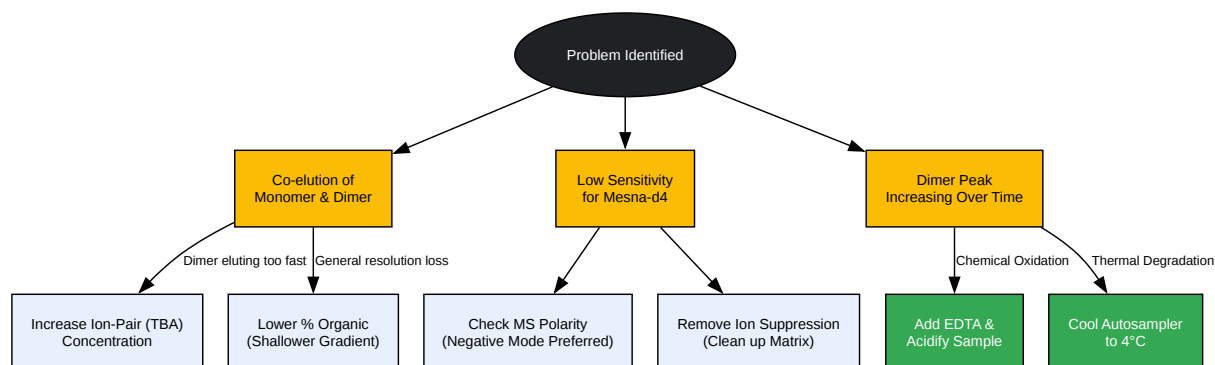 Problem Identified
Co-elution of
Monomer & Dimer
Low Sensitivity
for Mesna-d4
Dimer Peak
Increasing Over Time
Dimer eluting too fast
General resolution loss
Chemical Oxidation
Thermal Degradation
Increase Ion-Pair (TBA)
Concentration
Lower % Organic
(Shallower Gradient)
Check MS Polarity
(Negative Mode Preferred)
Remove Ion Suppression
(Clean up Matrix)
Add EDTA &
Acidify Sample
Cool Autosampler
to 4°C